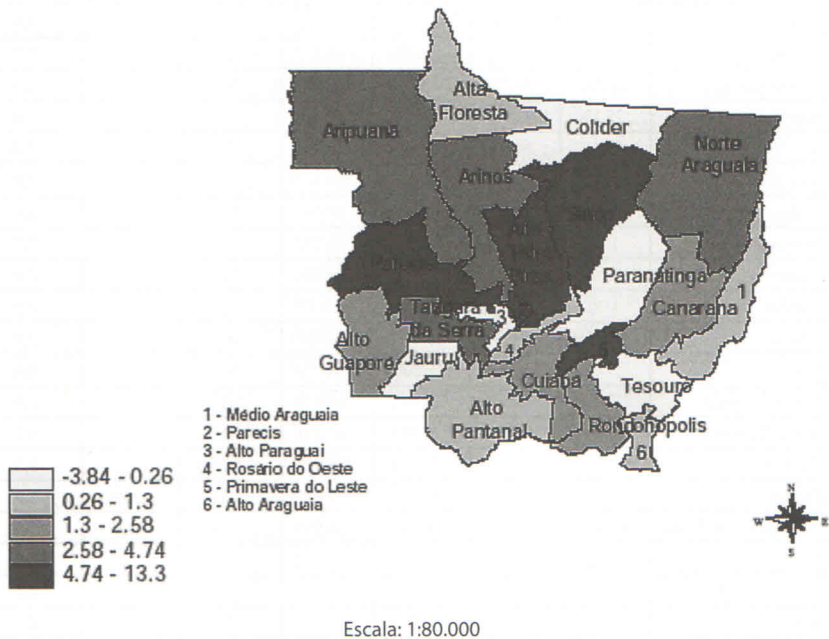 Alta
Floresta
Aripuanã
Colíder
Norte
Araguaia
Arinos
Paranatinga
1
Canarana
Tangará
da Serra
3
Alto
Guaporé
Jauru
4
Cuiabá
Tesouro
Alto
Pantanal
Rondonópolis
6
1 - Médio Araguaia
2 - Parecis
3 - Alto Paraguai
4 - Rosário do Oeste
5 - Primavera do Leste
6 - Alto Araguaia
-3.84 - 0.26
0.26 - 1.3
1.3 - 2.58
2.58 - 4.74
4.74 - 13.3
N
W E
S
Escala: 1:80.000